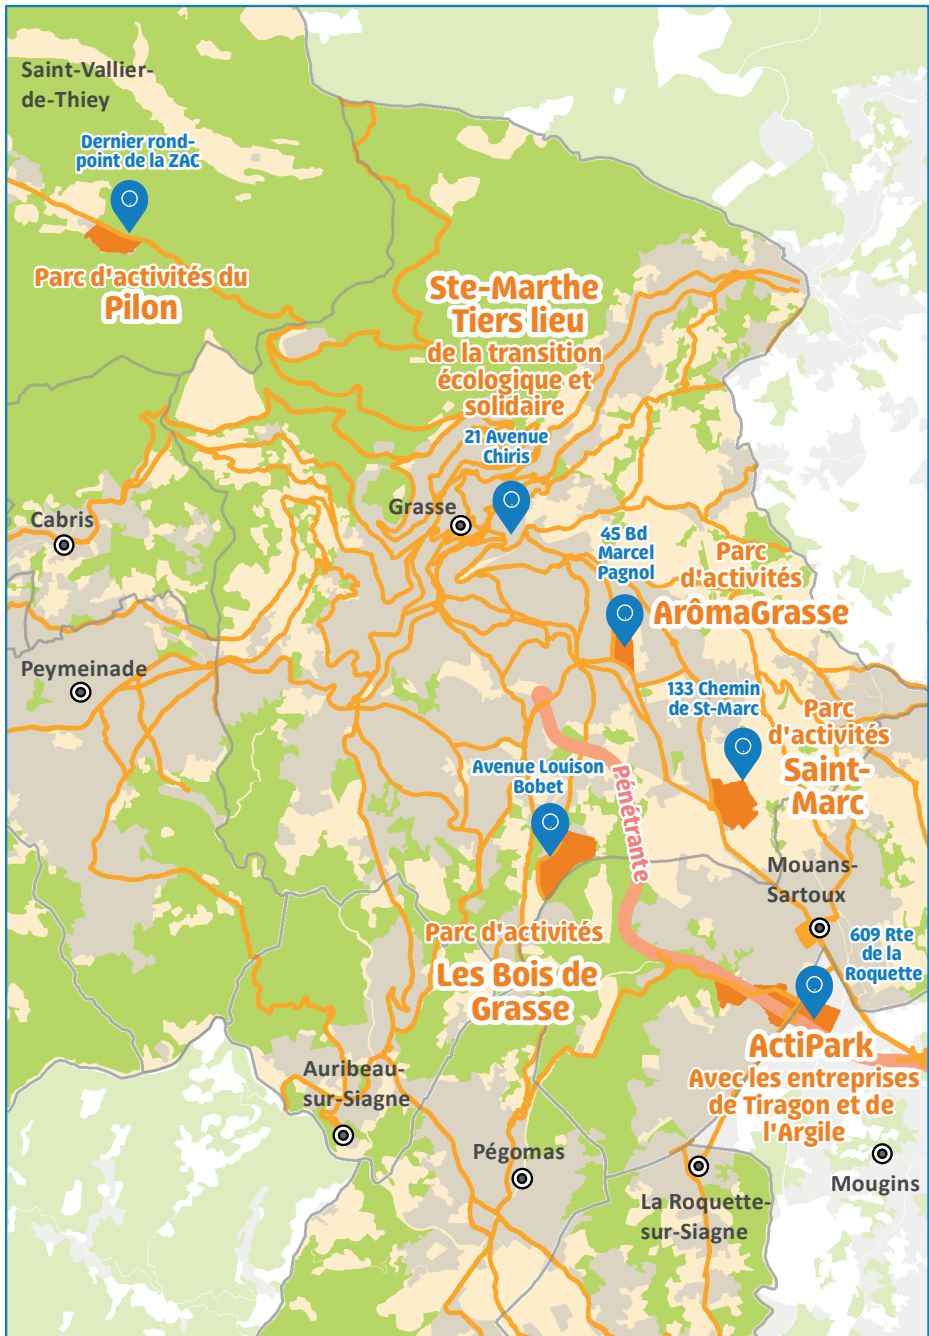 Saint-Vallier-
de-Thiey
Dernier rond-
point de la ZAC
Parc d'activités du
Pilon
Ste-Marthe
Tiers lieu
de la transition
écologique et
solidaire
21 Avenue
Chiris
Grasse
Cabris
45 Bd
Marcel
Pagnol
Parc
d'activités
ArômaGrasse
Peymeinade
133 Chemin
de St-Marc
Parc
d'activités
Saint-
Marc
Avenue Louison
Bobet
Pénétrante
Mouans-
Sartoux
Parc d'activités
Les Bois de
Grasse
609 Rte
de la
Roquette
ActiPark
Avec les entreprises
de Tiragon et de
l'Argile
Auribeau-
sur-Siagne
Pégomas
Mougins
La Roquette-
sur-Siagne